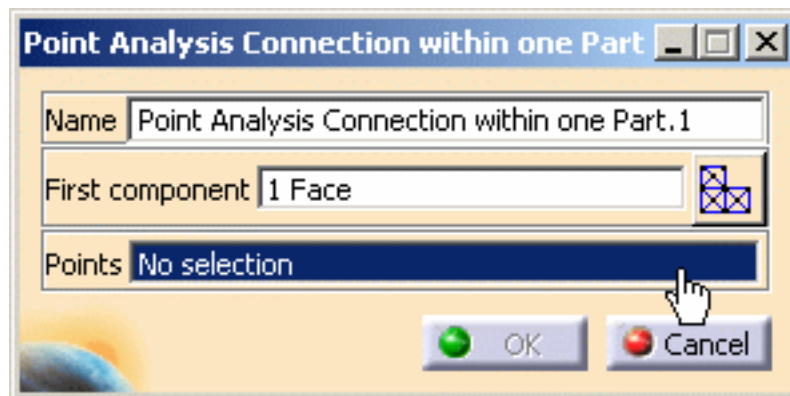 Point Analysis Connection within one Part
Name Point Analysis Connection within one Part.1
First component 1 Face
Points No selection
OK Cancel